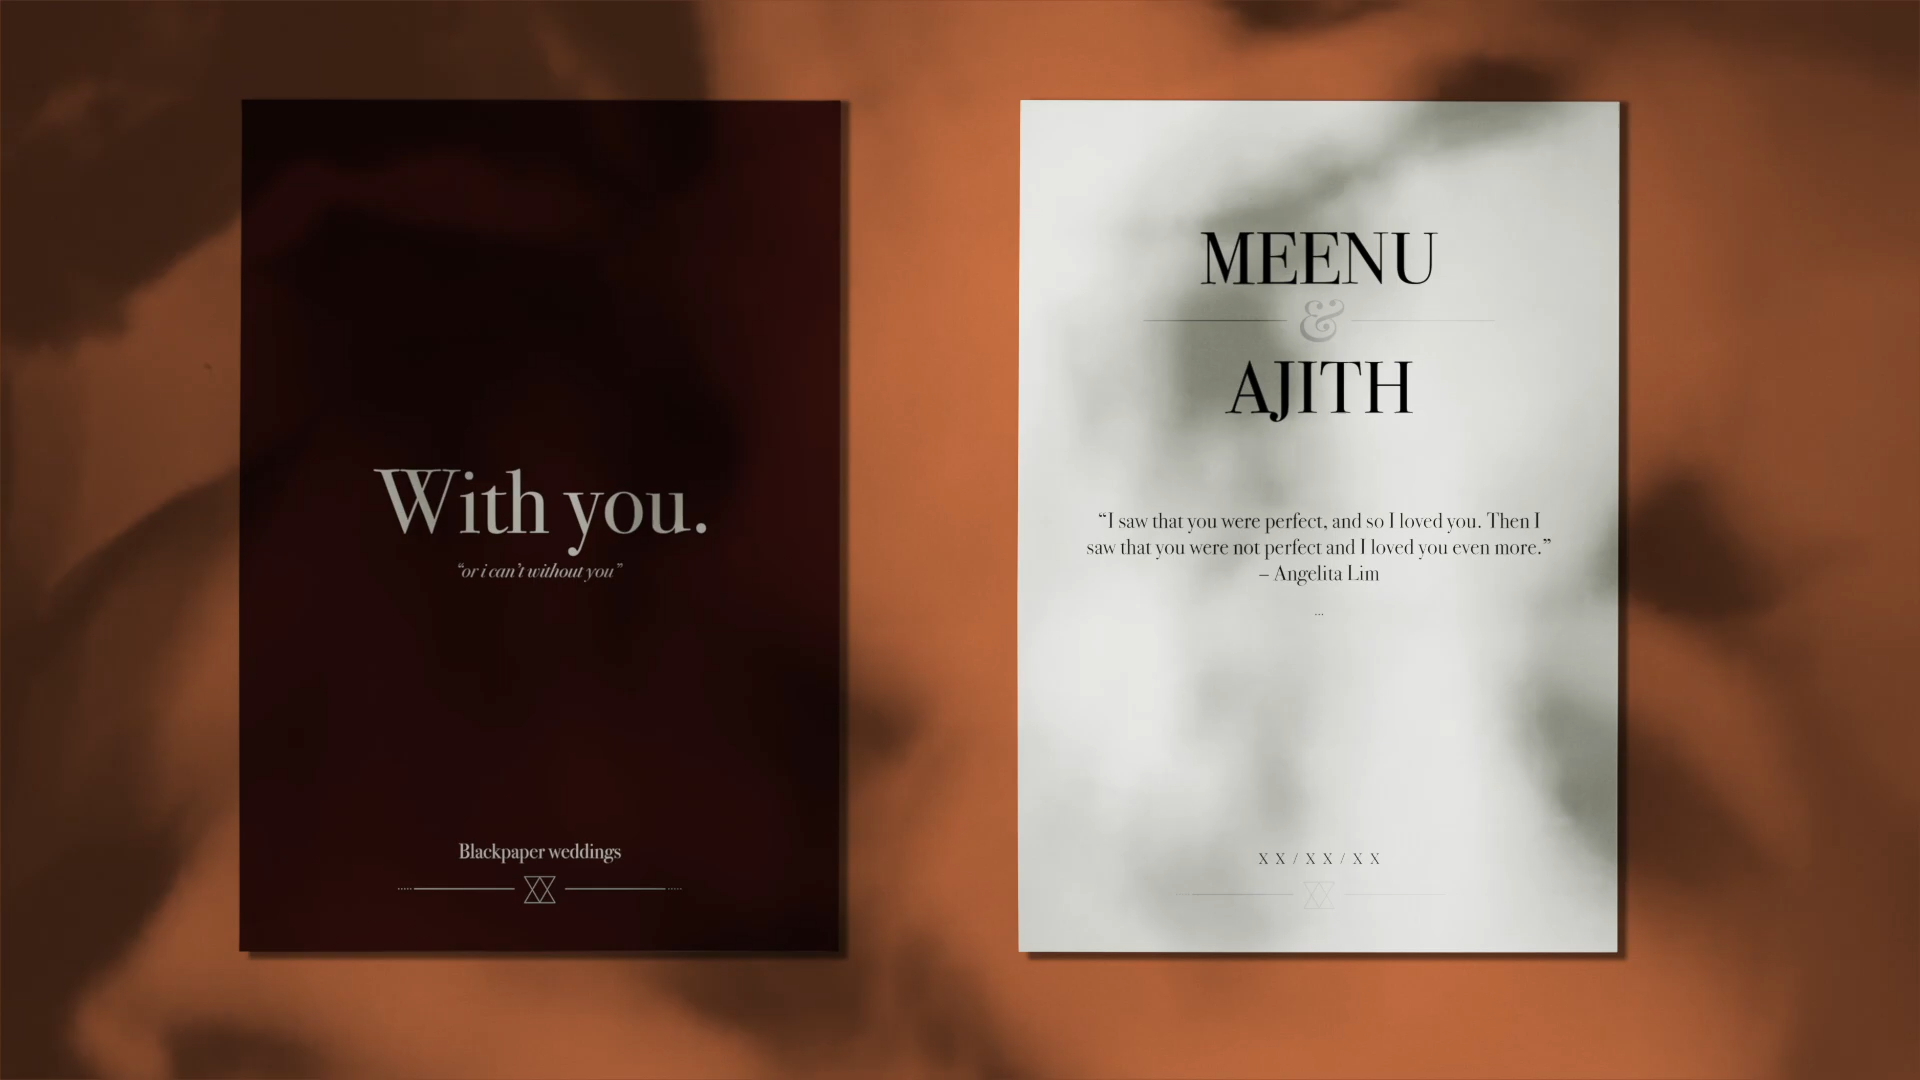 With you.
“or i can’t without you”
Blackpaper weddings
MEENU
&
AJITH
“I saw that you were perfect, and so I loved you. Then I
saw that you were not perfect and I loved you even more.”
– Angelita Lim
...
XX/XX/XX